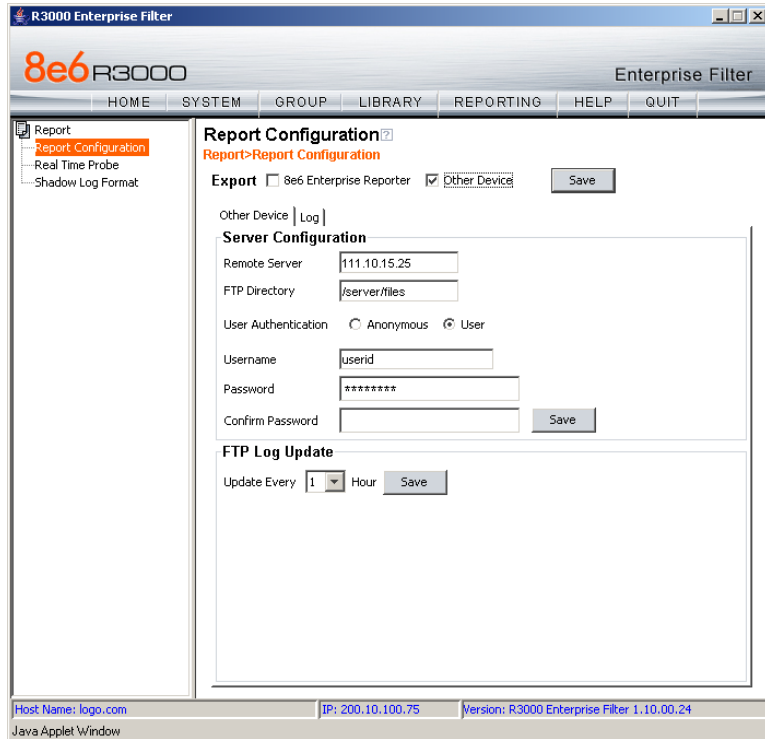 R3000 Enterprise Filter
8e6 R3000
Enterprise Filter
HOME SYSTEM GROUP LIBRARY REPORTING HELP QUIT
Report
Report Configuration
Real Time Probe
Shadow Log Format
Report Configuration?
Report>Report Configuration
Export 8e6 Enterprise Reporter Other Device Save
Other Device Log
Server Configuration
Remote Server 111.10.15.25
FTP Directory /server/files
User Authentication Anonymous User
Username userid
Password ********
Confirm Password Save
FTP Log Update
Update Every 1 Hour Save
Host Name: logo.com IP: 200.10.100.75 Version: R3000 Enterprise Filter 1.10.00.24
Java Applet Window